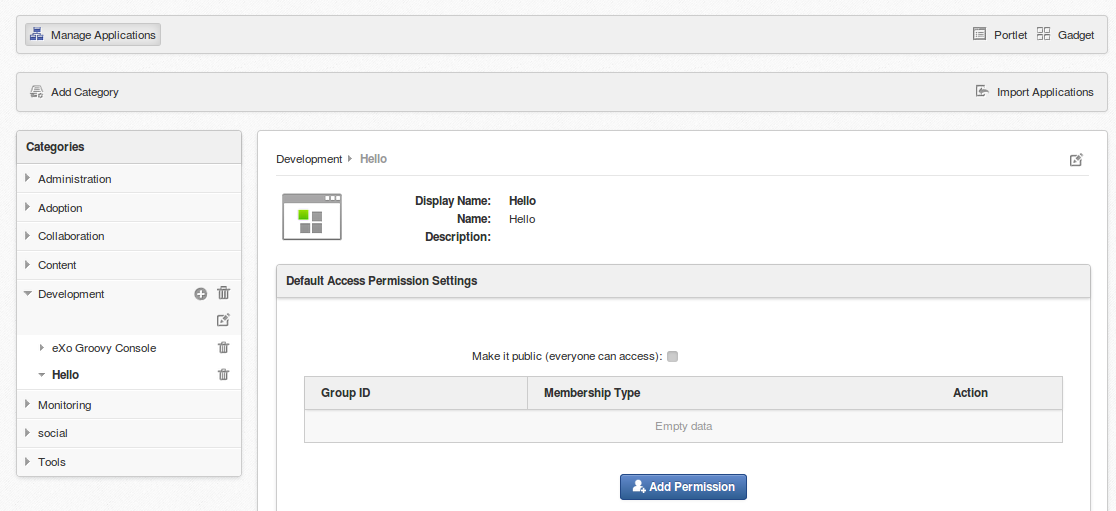 Manage Applications
Portlet
Gadget
Add Category
Import Applications
Categories
Administration
Adoption
Collaboration
Content
Development
eXo Groovy Console
Hello
Monitoring
social
Tools
Development Hello
Display Name: Hello
Name: Hello
Description:
Default Access Permission Settings
Make it public (everyone can access):
Group ID Membership Type Action
Empty data
Add Permission